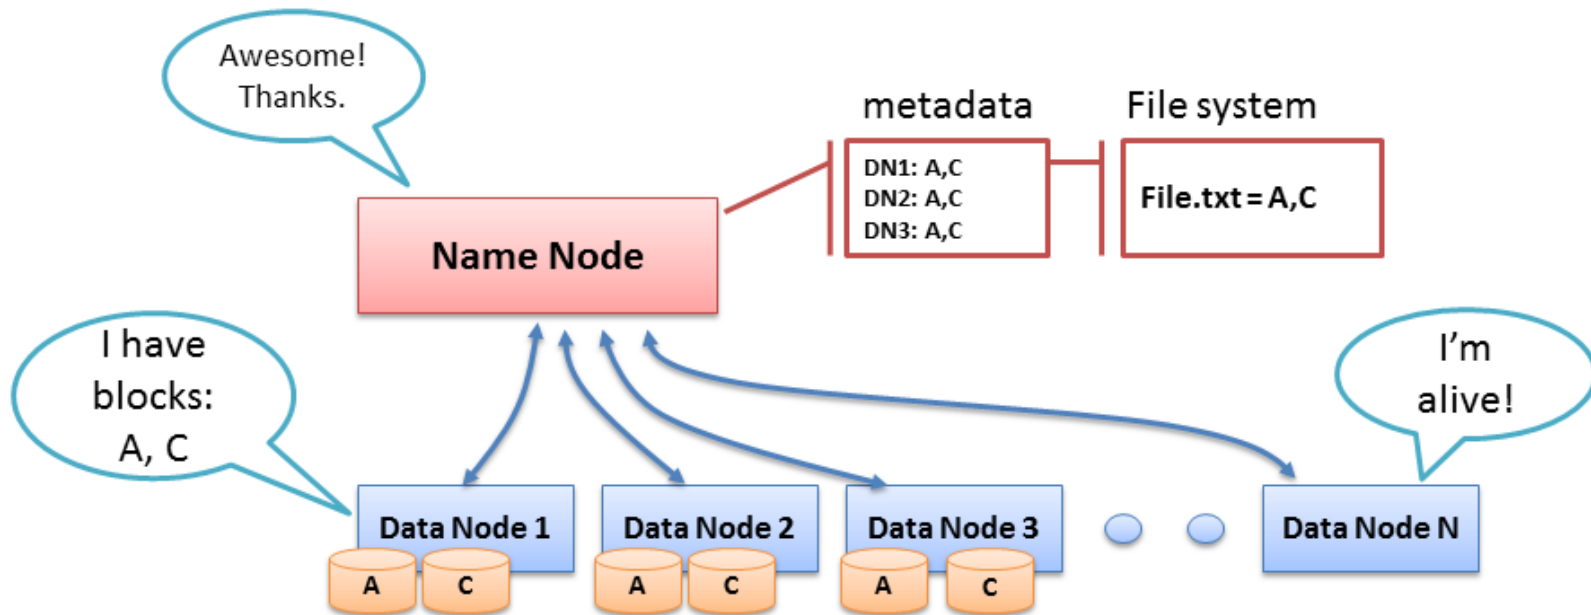 Awesome!
Thanks.
metadata
File system
DN1: A,C
DN2: A,C
DN3: A,C
File.txt = A,C
Name Node
I have
blocks:
A, C
I'm
alive!
Data Node 1
Data Node 2
Data Node 3
Data Node N
A
C
A
C
A
C